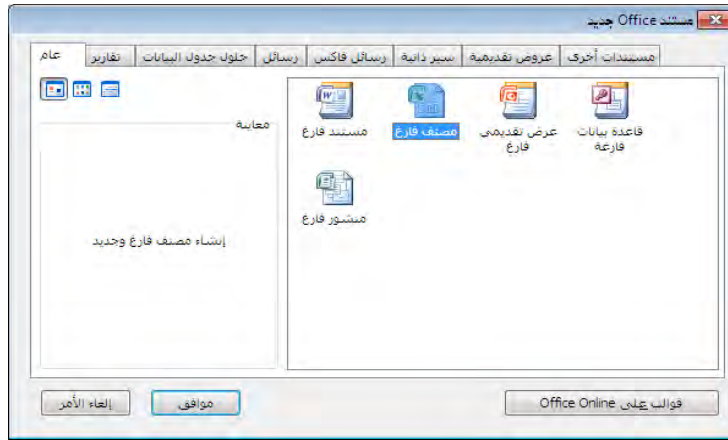 مستند Office جديد
عام
تقارير
حلول جدول البيانات
رسائل
رسائل فاكس
سير ذاتية
عروض تقديمية
مستندات أخرى
معاينة
إنشاء مصنف فارغ وجديد
مستند فارغ
مصنف فارغ
عرض تقديمي
فارغ
قاعدة بيانات
فارغة
منشور فارغ
قوالب على Office Online
موافق
إلغاء الأمر